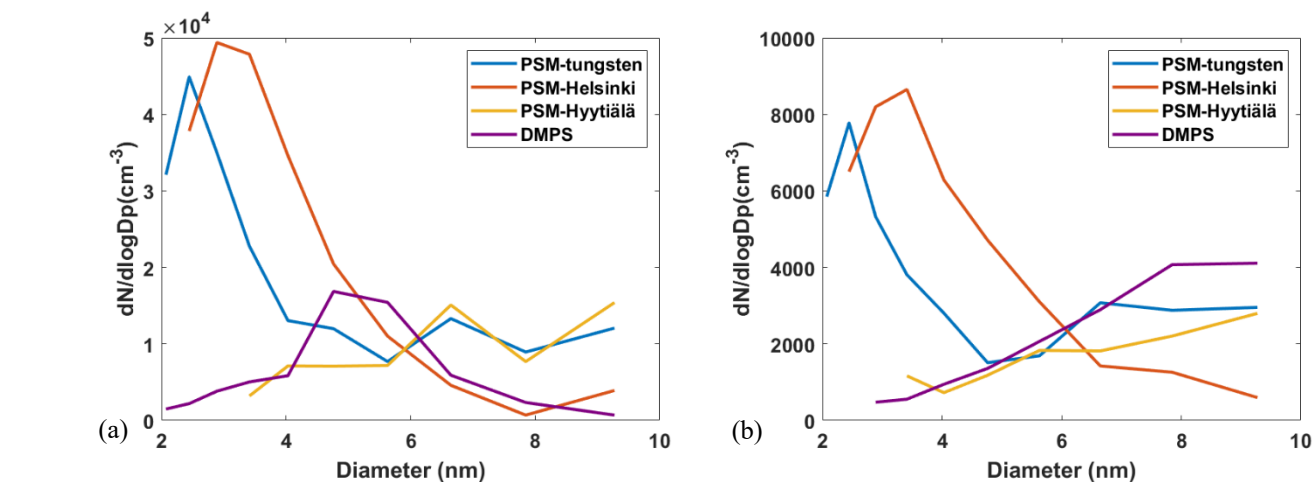 ×10⁴
5
4
3
2
1
0
dN/dlogDp(cm⁻³)
2 4 6 8 10
Diameter (nm)
PSM-tungsten
PSM-Helsinki
PSM-Hyytiälä
DMPS
(a)
10000
8000
6000
4000
2000
0
dN/dlogDp(cm⁻³)
2 4 6 8 10
Diameter (nm)
PSM-tungsten
PSM-Helsinki
PSM-Hyytiälä
DMPS
(b)